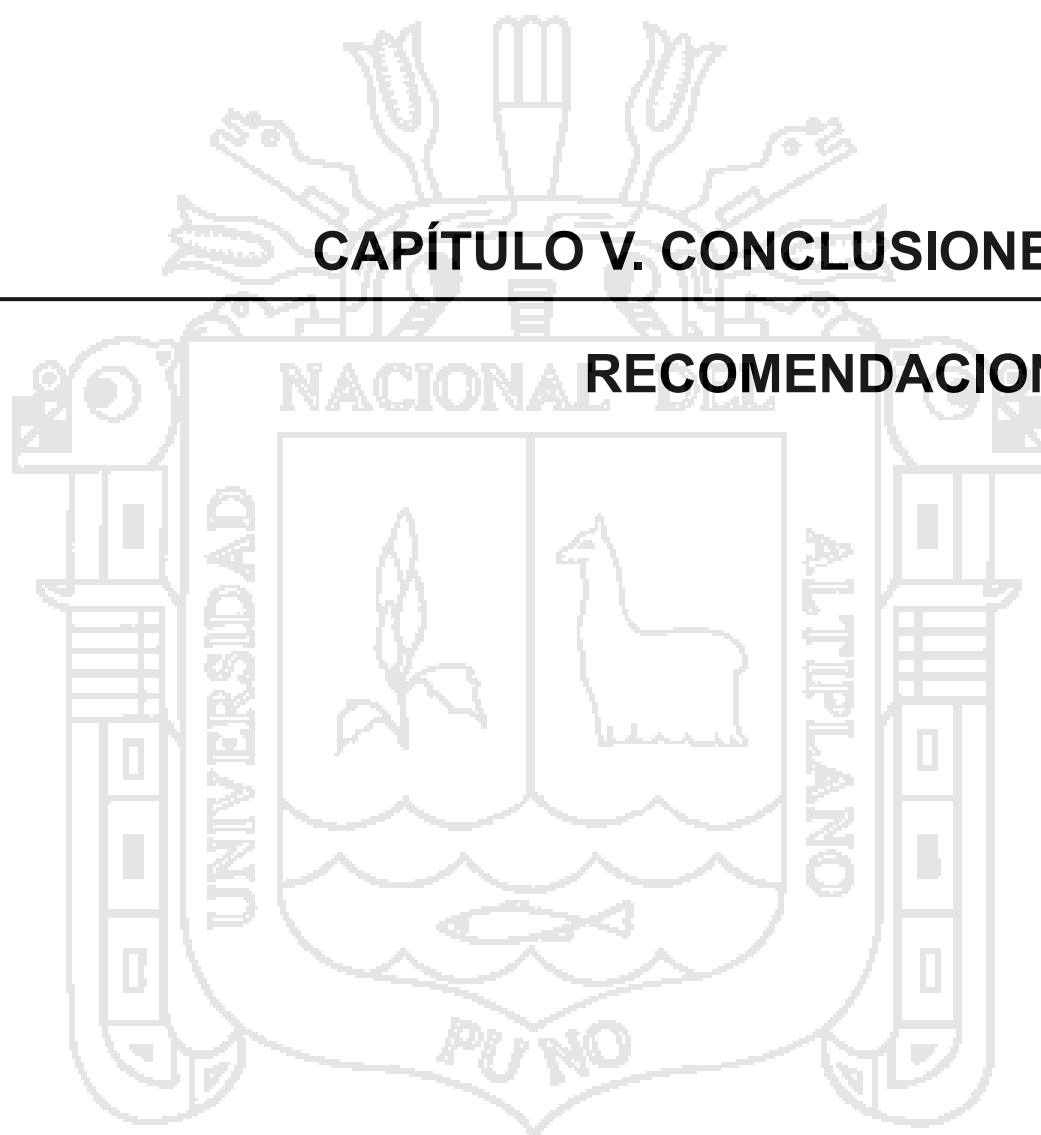 CAPÍTULO V. CONCLUSIONE
RECOMENDACION
NACIONAL DEL
UNIVERSIDAD
ALTIPLANO
PUNO